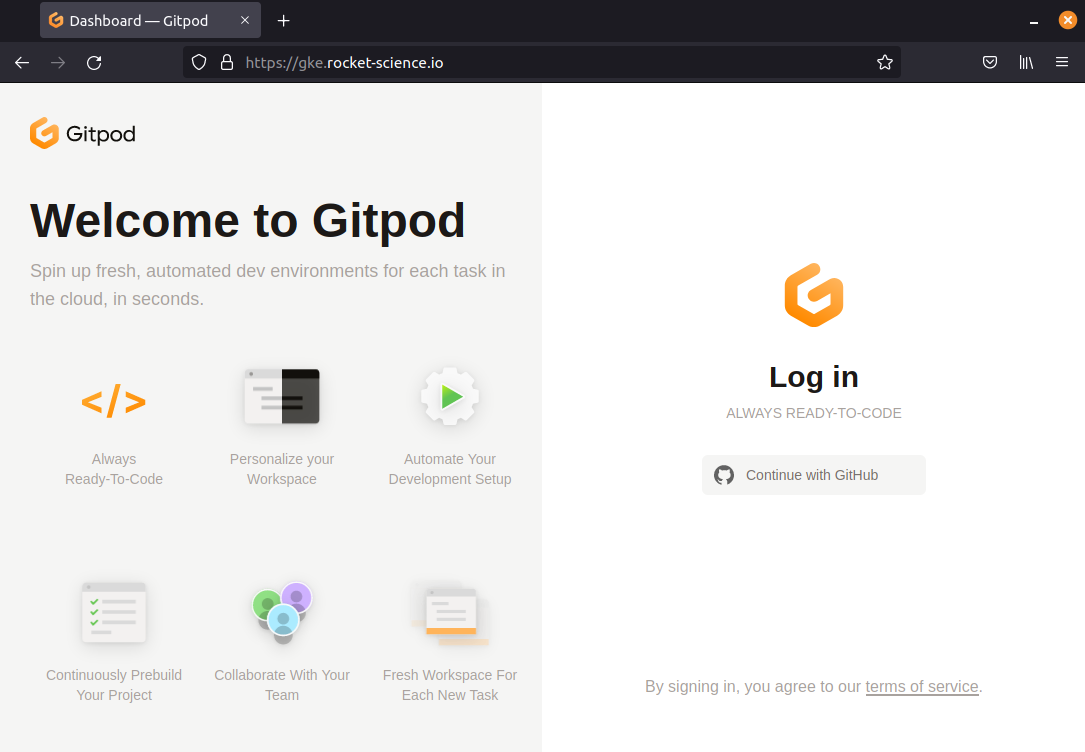 Dashboard — Gitpod
https://gke.rocket-science.io
Gitpod
Welcome to Gitpod
Spin up fresh, automated dev environments for each task in
the cloud, in seconds.
</>
Always
Ready-To-Code
Personalize your
Workspace
Automate Your
Development Setup
Continuously Prebuild
Your Project
Collaborate With Your
Team
Fresh Workspace For
Each New Task
Log in
ALWAYS READY-TO-CODE
Continue with GitHub
By signing in, you agree to our terms of service.